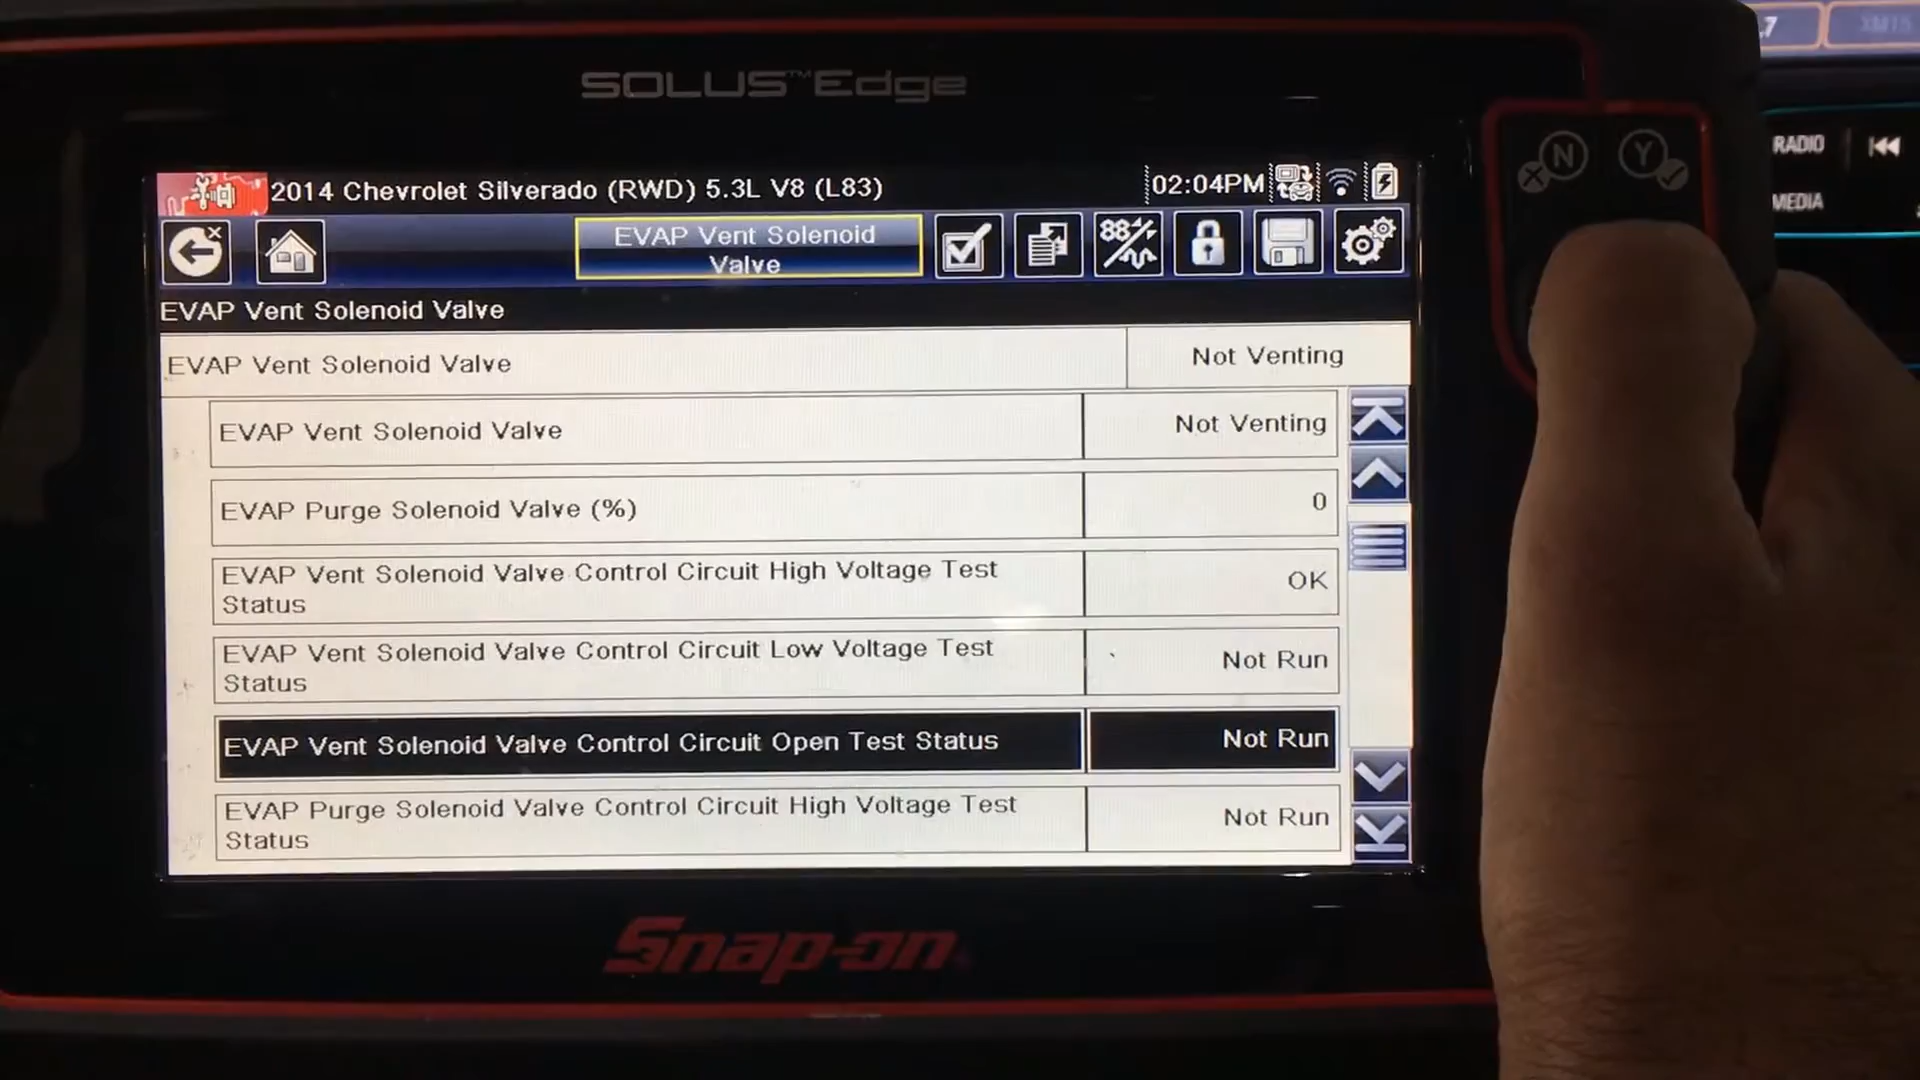 SOLUS™Edge
2014 Chevrolet Silverado (RWD) 5.3L V8 (L83)
02:04PM
EVAP Vent Solenoid
Valve
88
EVAP Vent Solenoid Valve
EVAP Vent Solenoid Valve Not Venting
EVAP Vent Solenoid Valve Not Venting
EVAP Purge Solenoid Valve (%) 0
EVAP Vent Solenoid Valve Control Circuit High Voltage Test
Status
OK
EVAP Vent Solenoid Valve Control Circuit Low Voltage Test
Status
Not Run
EVAP Vent Solenoid Valve Control Circuit Open Test Status Not Run
EVAP Purge Solenoid Valve Control Circuit High Voltage Test
Status
Not Run
Snap-on
N Y
.7
RADIO
MEDIA